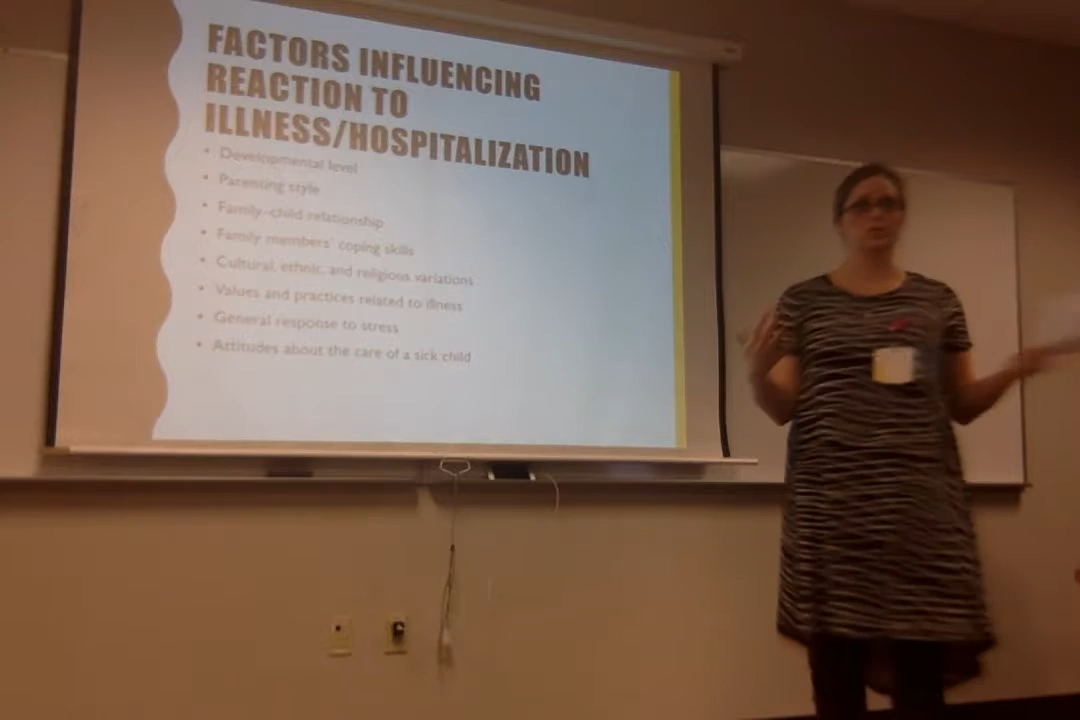 FACTORS INFLUENCING
REACTION TO
ILLNESS/HOSPITALIZATION
• Developmental level
• Parenting style
• Family-child relationship
• Family members' coping skills
• Cultural, ethnic, and religious variations
• Values and practices related to illness
• General response to stress
• Attitudes about the care of a sick child